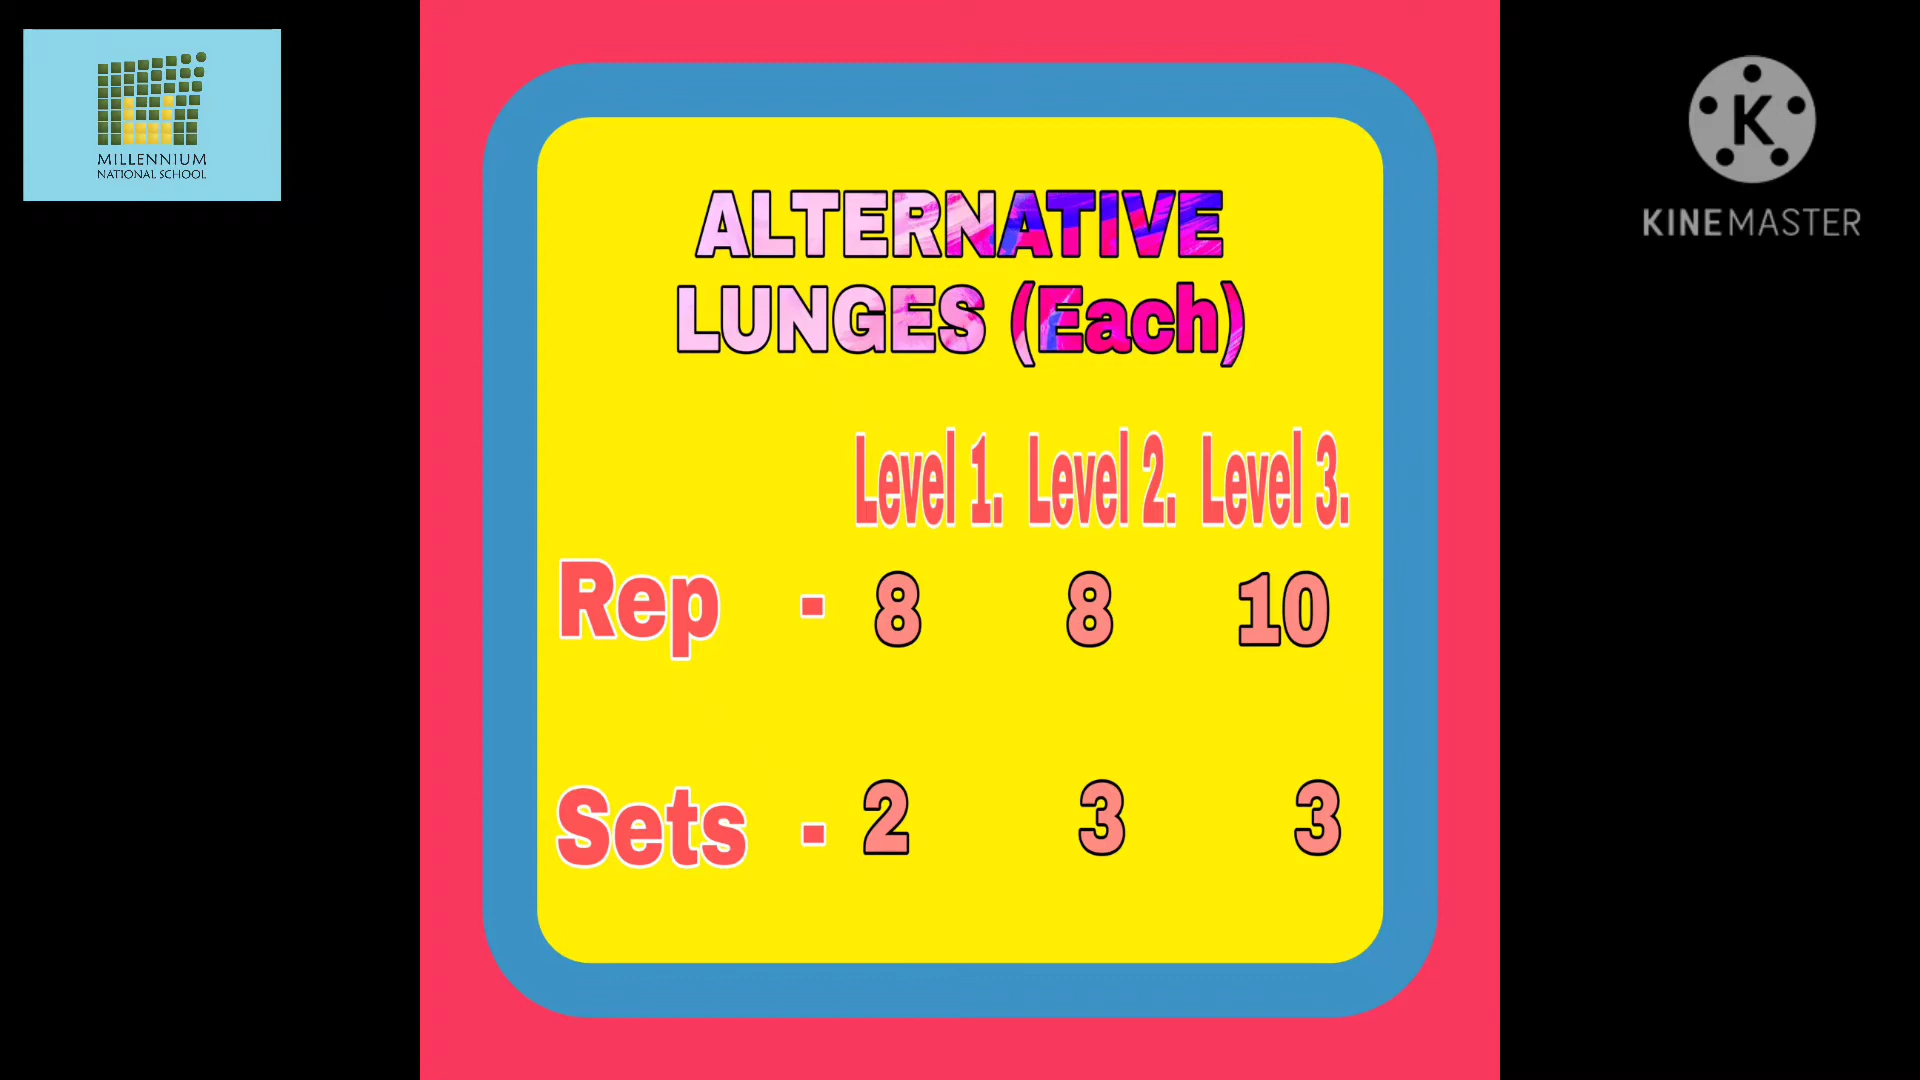 MILLENNIUM
NATIONAL SCHOOL
K
KINEMASTER
ALTERNATIVE
LUNGES (Each)
Level 1. Level 2. Level 3.
Rep - 8 8 10
Sets - 2 3 3